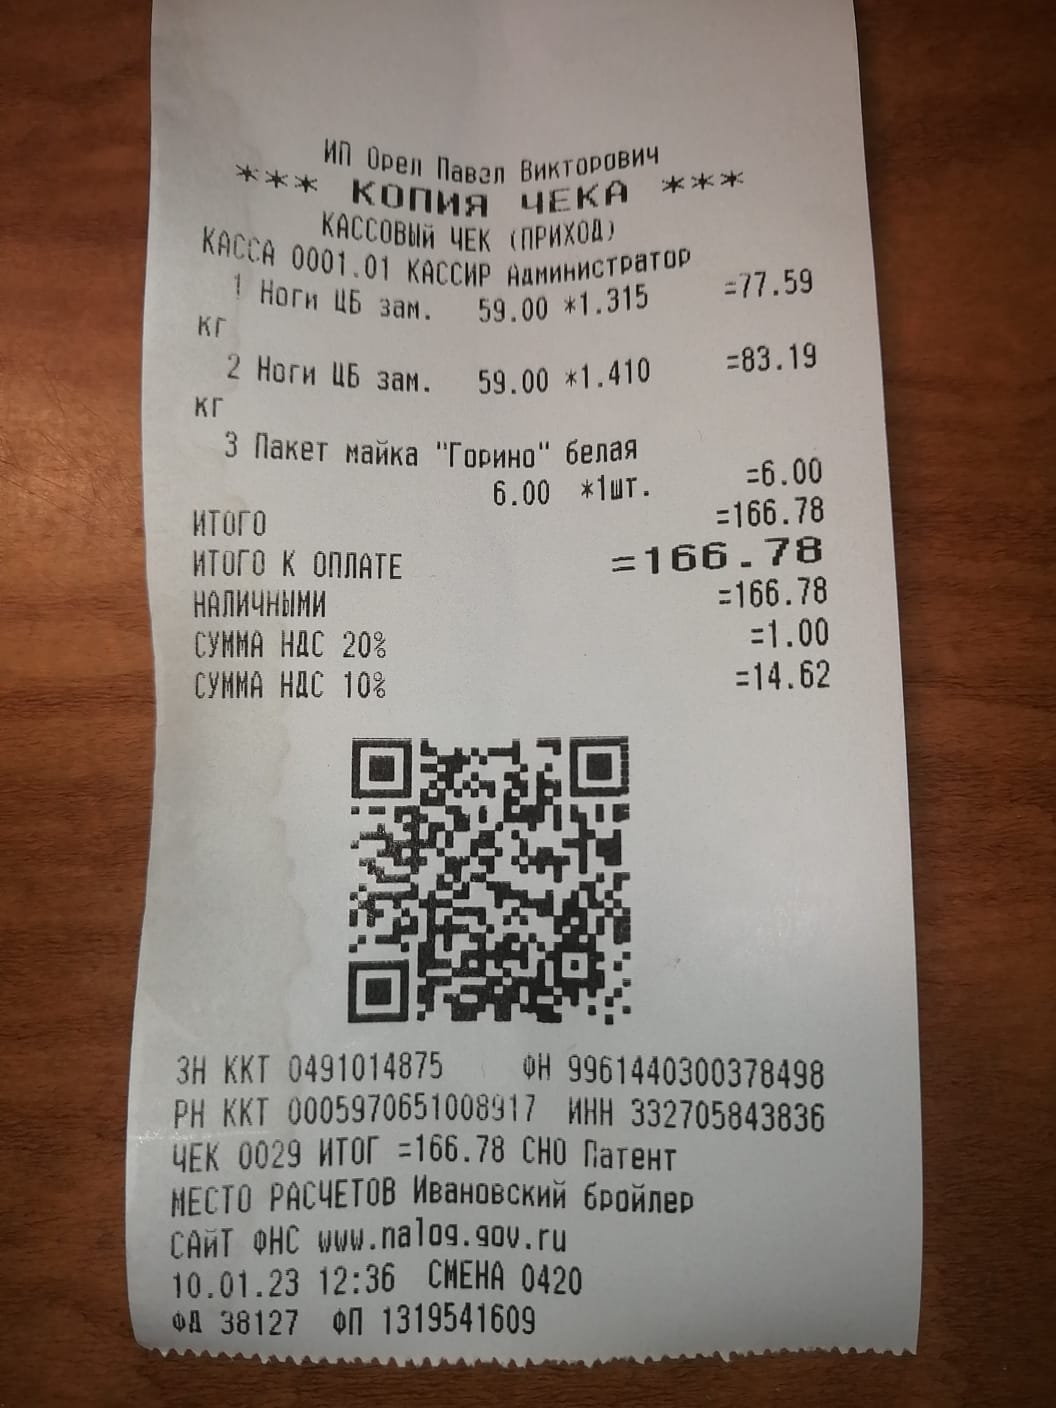 ИП Орел Павел Викторович
*** КОПИЯ ЧЕКА ***
КАССОВЫЙ ЧЕК (ПРИХОД)
КАССА 0001.01 КАССИР Администратор
1 Ноги ЦБ зам. 59.00 *1.315 =77.59
кг
2 Ноги ЦБ зам. 59.00 *1.410 =83.19
кг
3 Пакет майка "Горино" белая
6.00 *1шт. =6.00
ИТОГО =166.78
ИТОГО К ОПЛАТЕ =166.78
НАЛИЧНЫМИ =166.78
СУММА НДС 20% =1.00
СУММА НДС 10% =14.62
ЗН ККТ 0491014875 ФН 9961440300378498
РН ККТ 0005970651008917 ИНН 332705843836
ЧЕК 0029 ИТОГ =166.78 СНО Патент
МЕСТО РАСЧЕТОВ Ивановский бройлер
САЙТ ФНС www.nalog.gov.ru
10.01.23 12:36 СМЕНА 0420
ФД 38127 ФП 1319541609